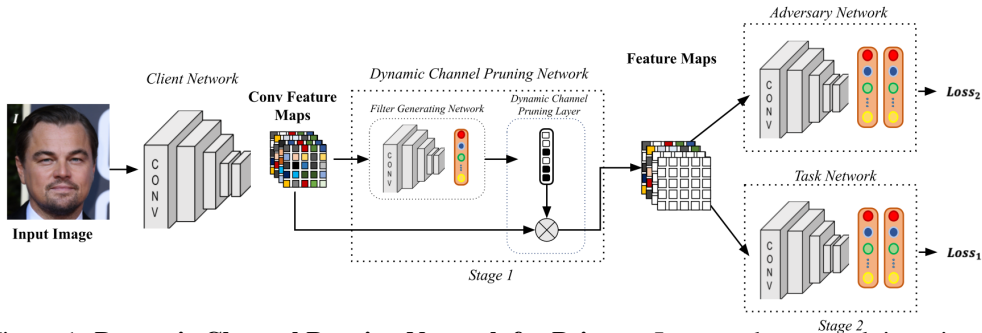 Adversary Network
Client Network
Dynamic Channel Pruning Network
Feature Maps
Conv Feature
Maps
Filter Generating Network
Dynamic Channel
Pruning Layer
CONV
CONV
CONV
Loss₂
Input Image
Stage 1
Task Network
CONV
Loss₁
Stage 2